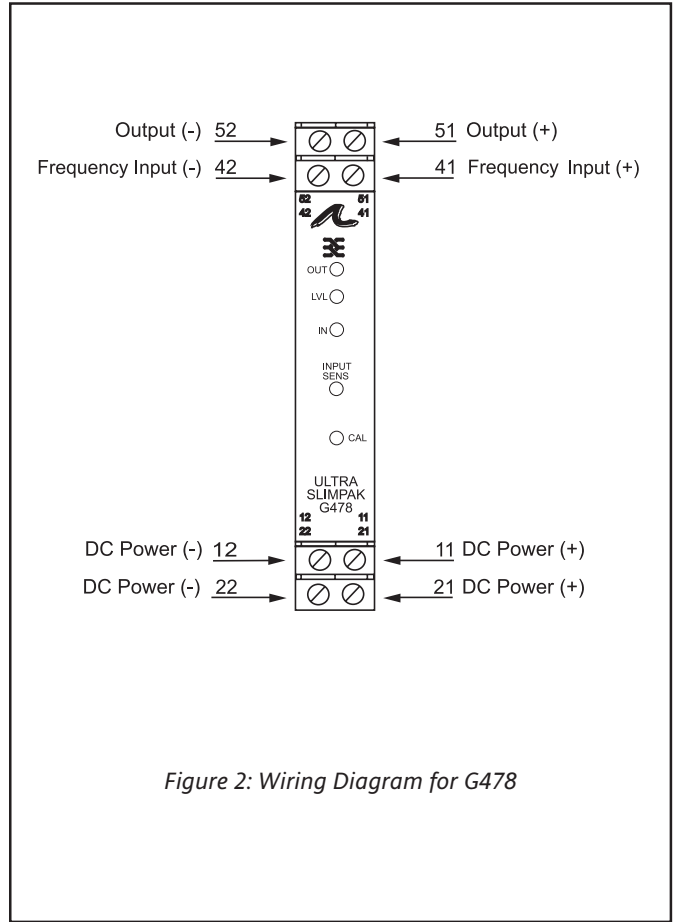 Output (-) 52
51 Output (+)
Frequency Input (-) 42
41 Frequency Input (+)
52 51
42 41
OUT
LVL
IN
INPUT
SENS
CAL
ULTRA
SLIMPAK
G478
12 11
22 21
DC Power (-) 12
11 DC Power (+)
DC Power (-) 22
21 DC Power (+)
Figure 2: Wiring Diagram for G478